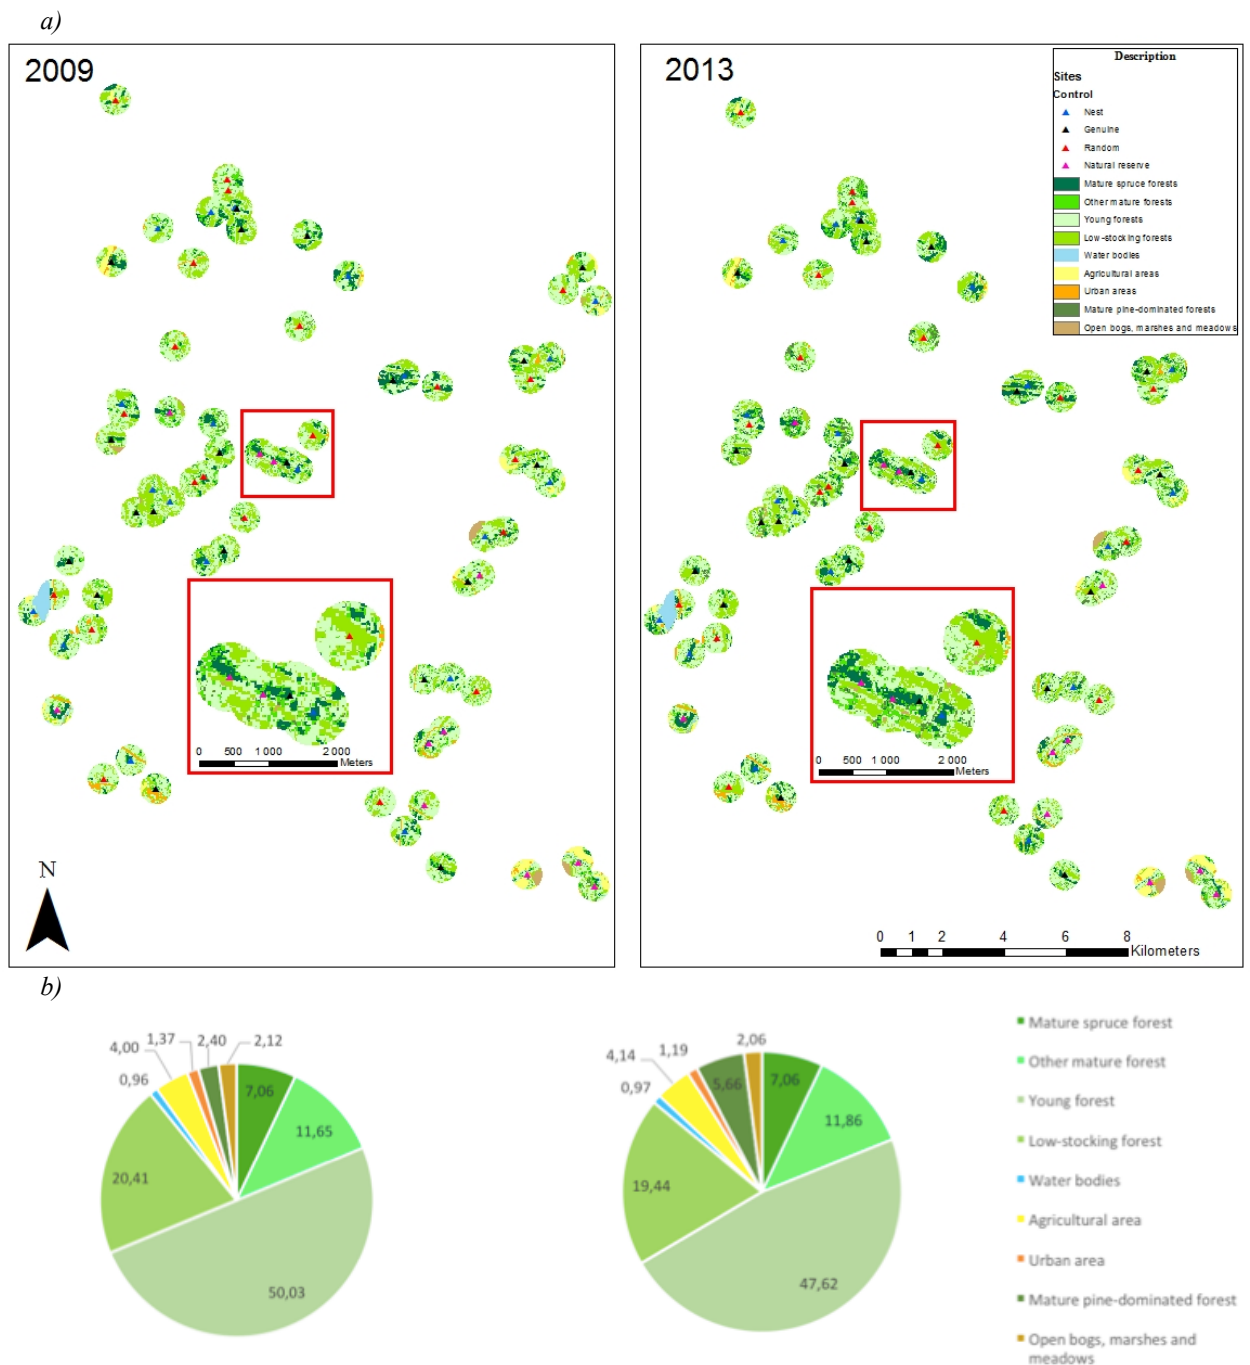 a)
2009
2013
Description
Sites
Control
Nest
Genuine
Random
Natural reserve
Mature spruce forests
Other mature forests
Young forests
Low-stocking forests
Water bodies
Agricultural areas
Urban areas
Mature pine-dominated forests
Open bogs, marshes and meadows
0 500 1 000 2 000
Meters
0 500 1 000 2 000
Meters
N
0 1 2 4 6 8
Kilometers
b)
0,96
4,00
1,37
2,40
2,12
7,06
11,65
20,41
50,03
0,97
4,14
1,19
5,66
2,06
7,06
11,86
19,44
47,62
Mature spruce forest
Other mature forest
Young forest
Low-stocking forest
Water bodies
Agricultural area
Urban area
Mature pine-dominated forest
Open bogs, marshes and
meadows